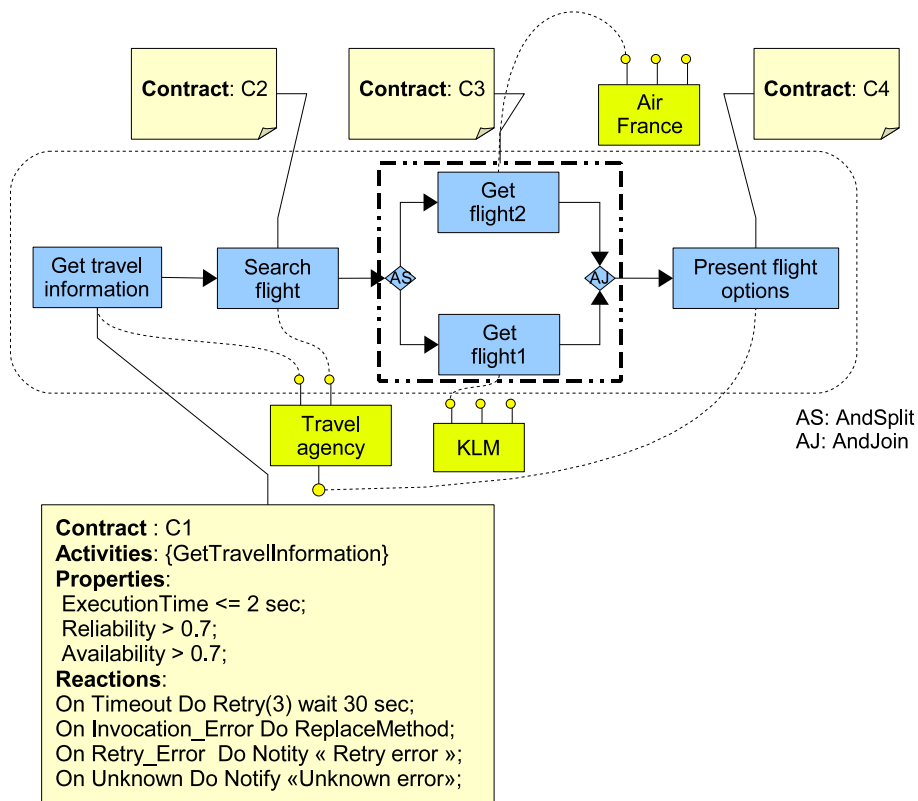 Contract: C2
Contract: C3
Air
France
Contract: C4
Get travel
information
Search
flight
AS
Get
flight2
Get
flight1
AJ
Present flight
options
Travel
agency
KLM
AS: AndSplit
AJ: AndJoin
Contract : C1
Activities: {GetTravelInformation}
Properties:
ExecutionTime <= 2 sec;
Reliability > 0.7;
Availability > 0.7;
Reactions:
On Timeout Do Retry(3) wait 30 sec;
On Invocation_Error Do ReplaceMethod;
On Retry_Error Do Notity « Retry error »;
On Unknown Do Notify «Unknown error»;